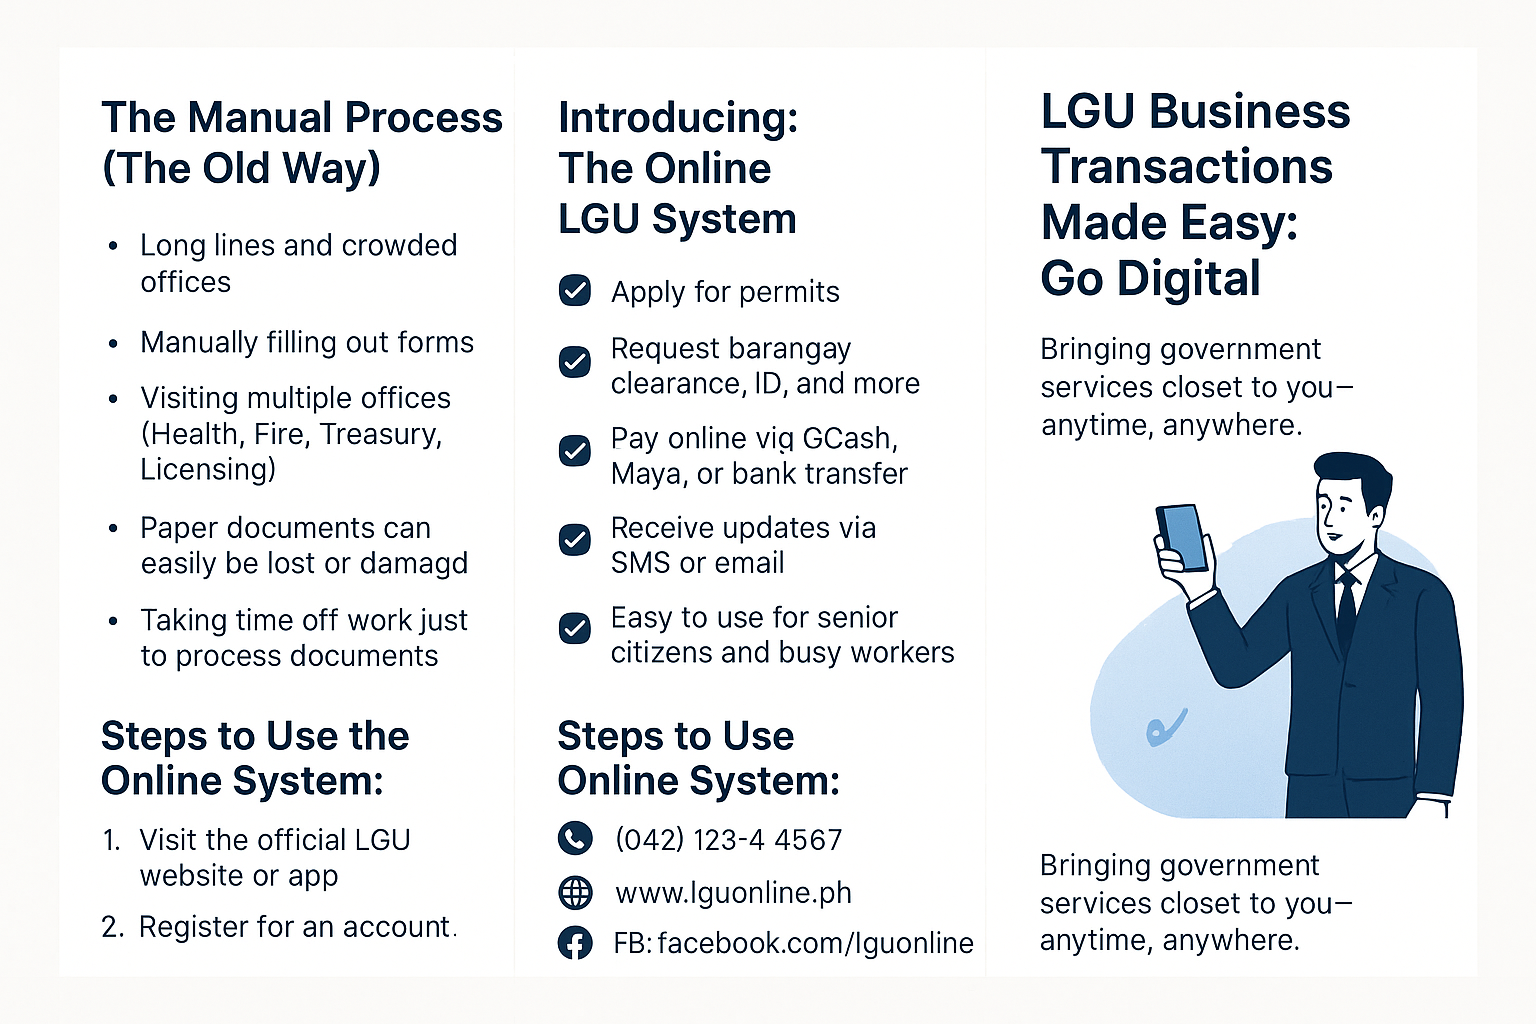 The Manual Process
(The Old Way)
• Long lines and crowded
offices
• Manually filling out forms
• Visiting multiple offices
(Health, Fire, Treasury,
Licensing)
• Paper documents can
easily be lost or damagd
• Taking time off work just
to process documents
Steps to Use the
Online System:
1. Visit the official LGU
website or app
2. Register for an account.
Introducing:
The Online
LGU System
Apply for permits
Request barangay
clearance, ID, and more
Pay online viq GCash,
Maya, or bank transfer
Receive updates via
SMS or email
Easy to use for senior
citizens and busy workers
Steps to Use
Online System:
(042) 123-4 4567
www.lguonline.ph
FB: facebook.com/lguonline
LGU Business
Transactions
Made Easy:
Go Digital
Bringing government
services closet to you—
anytime, anywhere.
Bringing government
services closet to you—
anytime, anywhere.